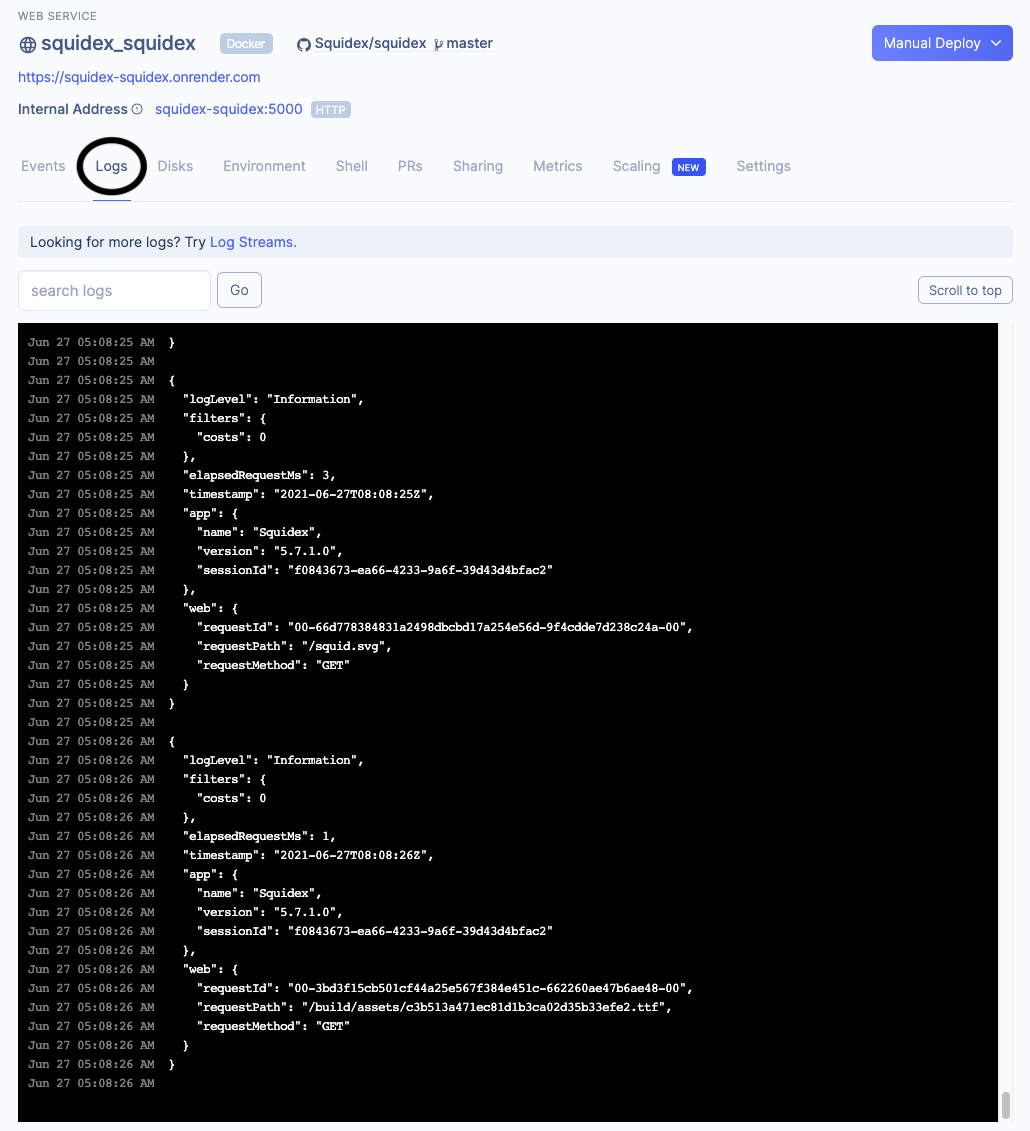 WEB SERVICE
squidex_squidex Docker Squidex/squidex master Manual Deploy
https://squidex-squidex.onrender.com
Internal Address squidex-squidex:5000 HTTP
Events Logs Disks Environment Shell PRs Sharing Metrics Scaling NEW Settings
Looking for more logs? Try Log Streams.
search logs Go Scroll to top
Jun 27 05:08:25 AM }
Jun 27 05:08:25 AM
Jun 27 05:08:25 AM {
Jun 27 05:08:25 AM "logLevel": "Information",
Jun 27 05:08:25 AM "filters": {
Jun 27 05:08:25 AM "costs": 0
Jun 27 05:08:25 AM },
Jun 27 05:08:25 AM "elapsedRequestMs": 3,
Jun 27 05:08:25 AM "timestamp": "2021-06-27T08:08:25Z",
Jun 27 05:08:25 AM "app": {
Jun 27 05:08:25 AM "name": "Squidex",
Jun 27 05:08:25 AM "version": "5.7.1.0",
Jun 27 05:08:25 AM "sessionId": "f0843673-ea66-4233-9a6f-39d43d4bfac2"
Jun 27 05:08:25 AM },
Jun 27 05:08:25 AM "web": {
Jun 27 05:08:25 AM "requestId": "00-66d778384831a2498dbcbd17a254e56d-9f4cdde7d238c24a-00",
Jun 27 05:08:25 AM "requestPath": "/squid.svg",
Jun 27 05:08:25 AM "requestMethod": "GET"
Jun 27 05:08:25 AM }
Jun 27 05:08:25 AM }
Jun 27 05:08:25 AM
Jun 27 05:08:26 AM {
Jun 27 05:08:26 AM "logLevel": "Information",
Jun 27 05:08:26 AM "filters": {
Jun 27 05:08:26 AM "costs": 0
Jun 27 05:08:26 AM },
Jun 27 05:08:26 AM "elapsedRequestMs": 1,
Jun 27 05:08:26 AM "timestamp": "2021-06-27T08:08:26Z",
Jun 27 05:08:26 AM "app": {
Jun 27 05:08:26 AM "name": "Squidex",
Jun 27 05:08:26 AM "version": "5.7.1.0",
Jun 27 05:08:26 AM "sessionId": "f0843673-ea66-4233-9a6f-39d43d4bfac2"
Jun 27 05:08:26 AM },
Jun 27 05:08:26 AM "web": {
Jun 27 05:08:26 AM "requestId": "00-3bd3f15cb501cf44a25e567f384e451c-662260ae47b6ae48-00",
Jun 27 05:08:26 AM "requestPath": "/build/assets/c3b513a471ec81d1b3ca02d35b33efe2.ttf",
Jun 27 05:08:26 AM "requestMethod": "GET"
Jun 27 05:08:26 AM }
Jun 27 05:08:26 AM }
Jun 27 05:08:26 AM